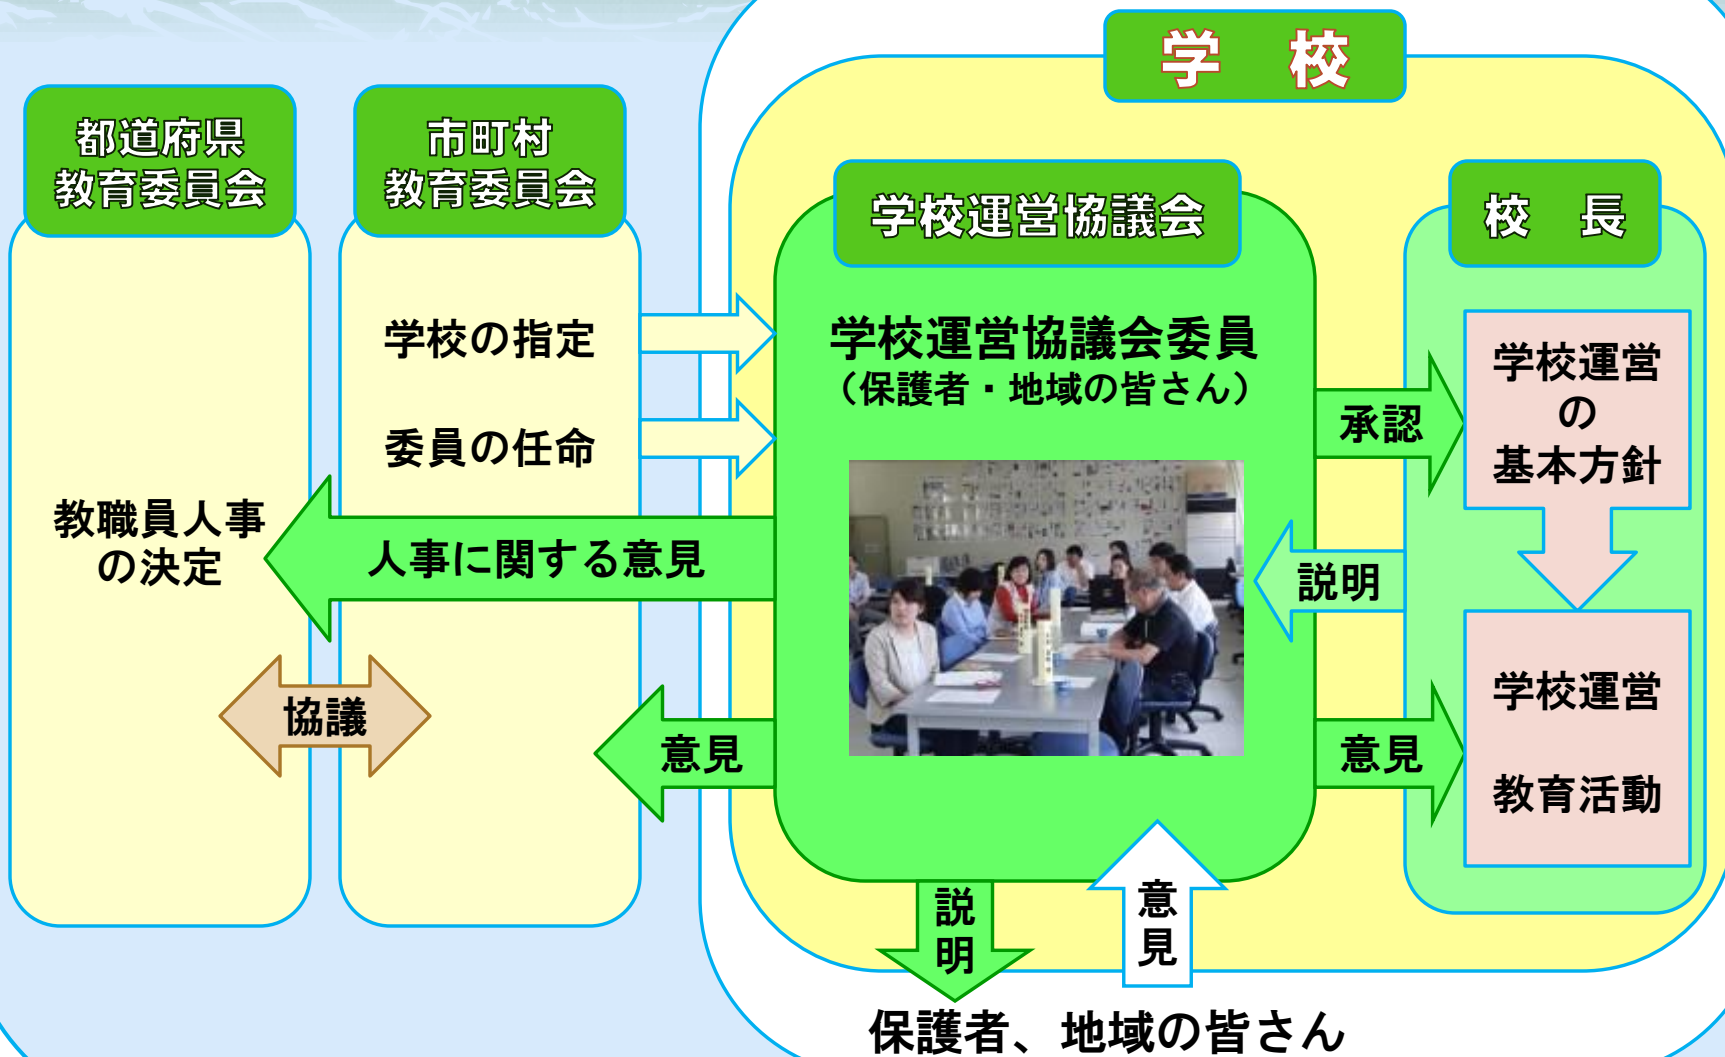 学　校
都道府県
教育委員会
市町村
教育委員会
学校運営協議会
校　長
学校の指定
委員の任命
学校運営協議会委員
（保護者・地域の皆さん）
承認
学校運営
の
基本方針
教職員人事
の決定
人事に関する意見
説明
協議
意見
意見
学校運営
教育活動
説明
意見
保護者、地域の皆さん